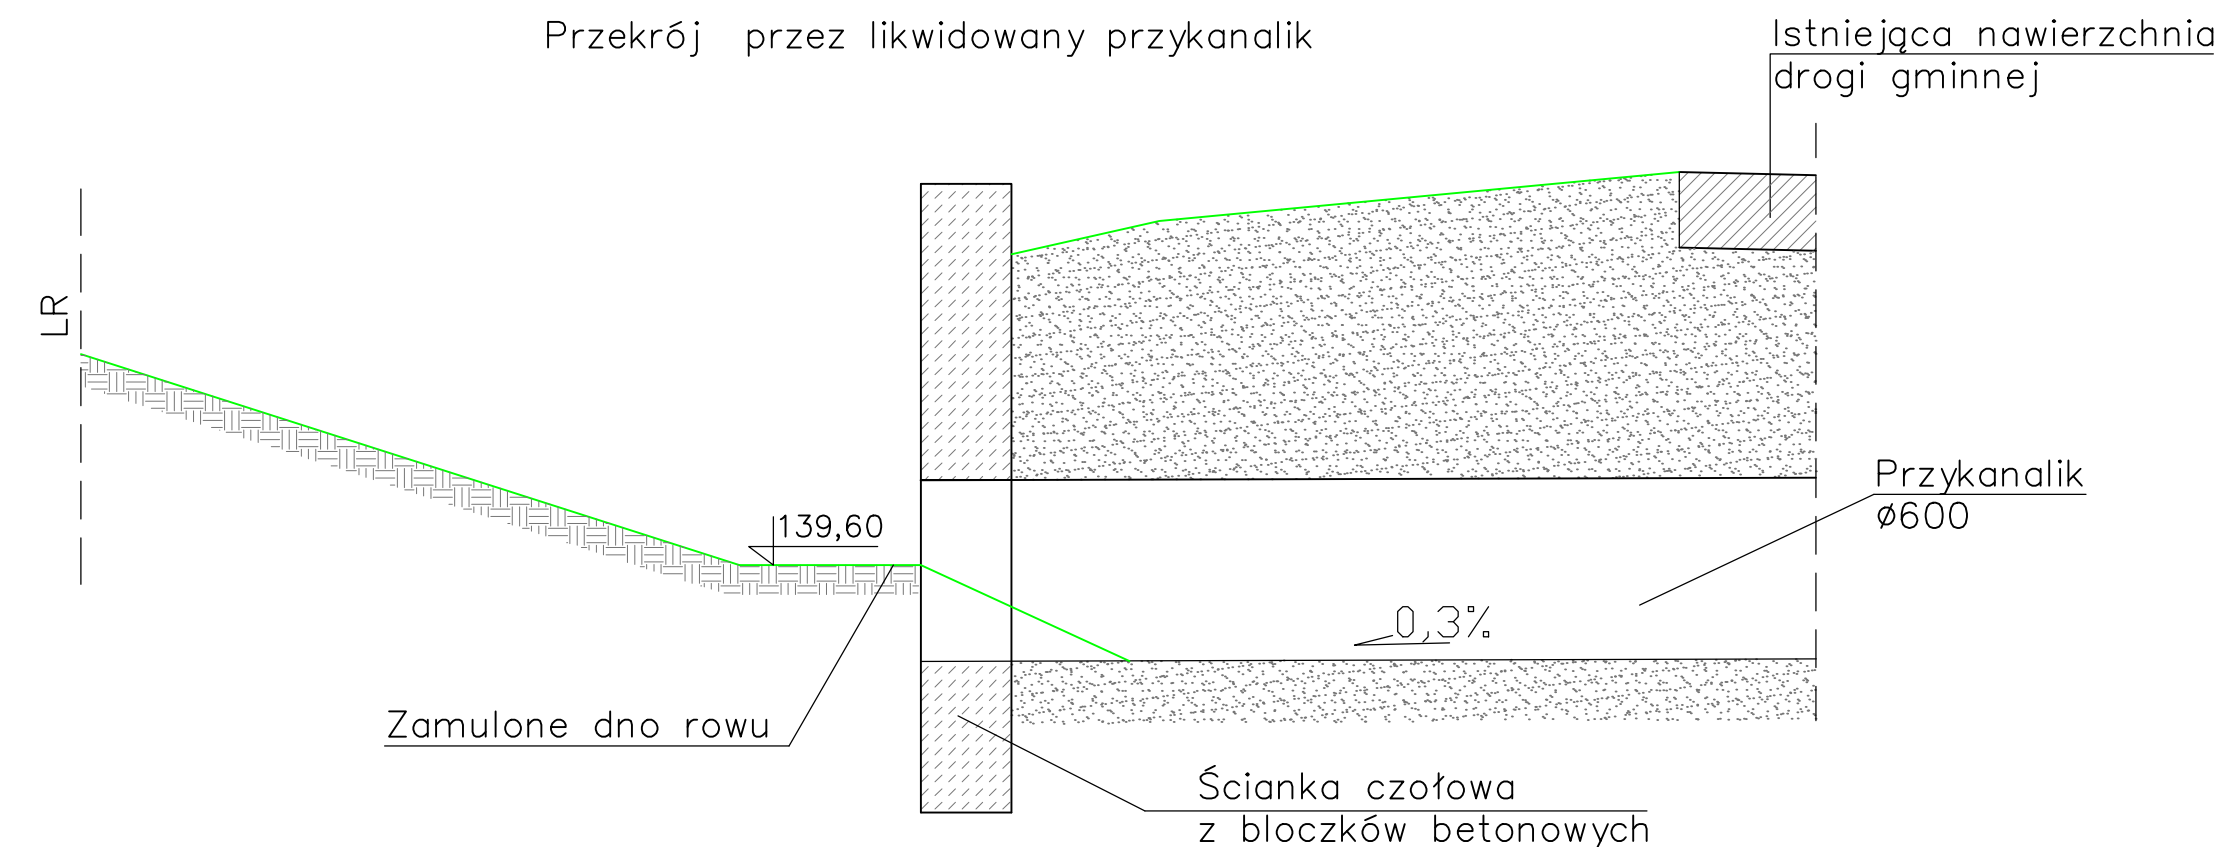 Przekrój przez likwidowany przykanalik
Istniejąca nawierzchnia
drogi gminnej
LR
139,60
Przykanalik
ø600
0,3%
Zamulone dno rowu
Ścianka czołowa
z bloczków betonowych